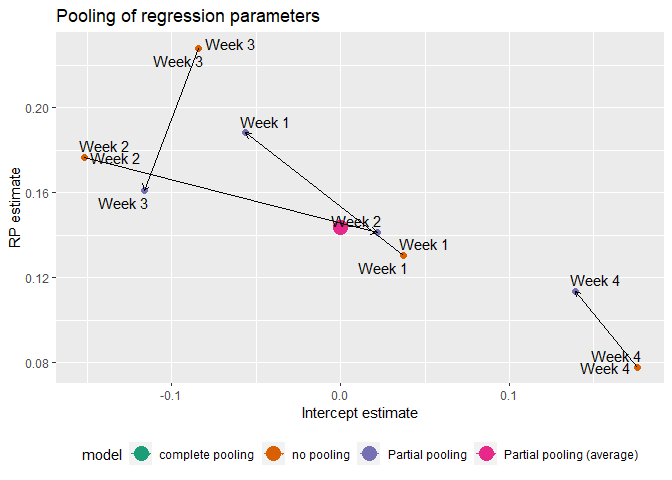 Pooling of regression parameters
Week 3
Week 3
Week 1
Week 2
Week 2
Week 3
Week 2
Week 1
Week 1
Week 4
Week 4
Week 4
0.20
0.16
0.12
0.08
RP estimate
-0.1
0.0
0.1
Intercept estimate
model
complete pooling
no pooling
Partial pooling
Partial pooling (average)